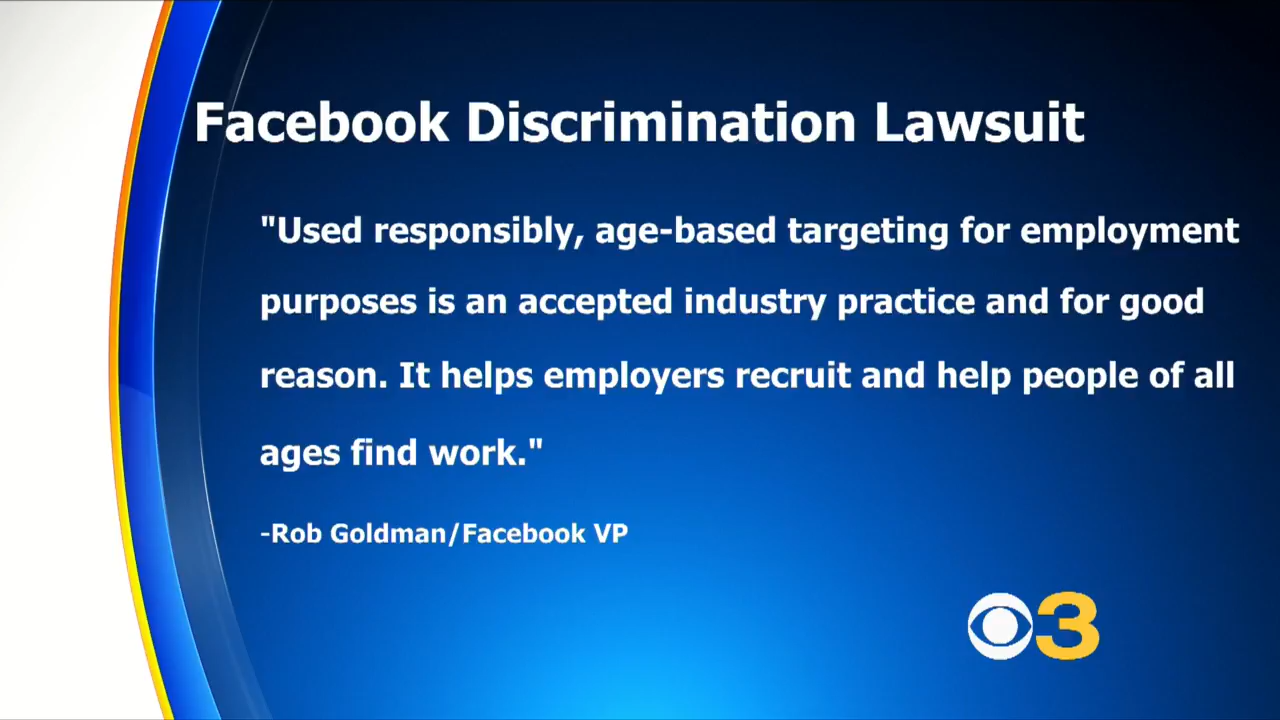 Facebook Discrimination Lawsuit
"Used responsibly, age-based targeting for employment
purposes is an accepted industry practice and for good
reason. It helps employers recruit and help people of all
ages find work."
-Rob Goldman/Facebook VP
3